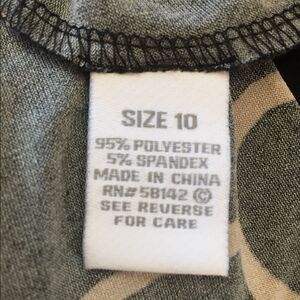 SIZE 10
95% POLYESTER
5% SPANDEX
MADE IN CHINA
RN# 58142 ©
SEE REVERSE
FOR CARE